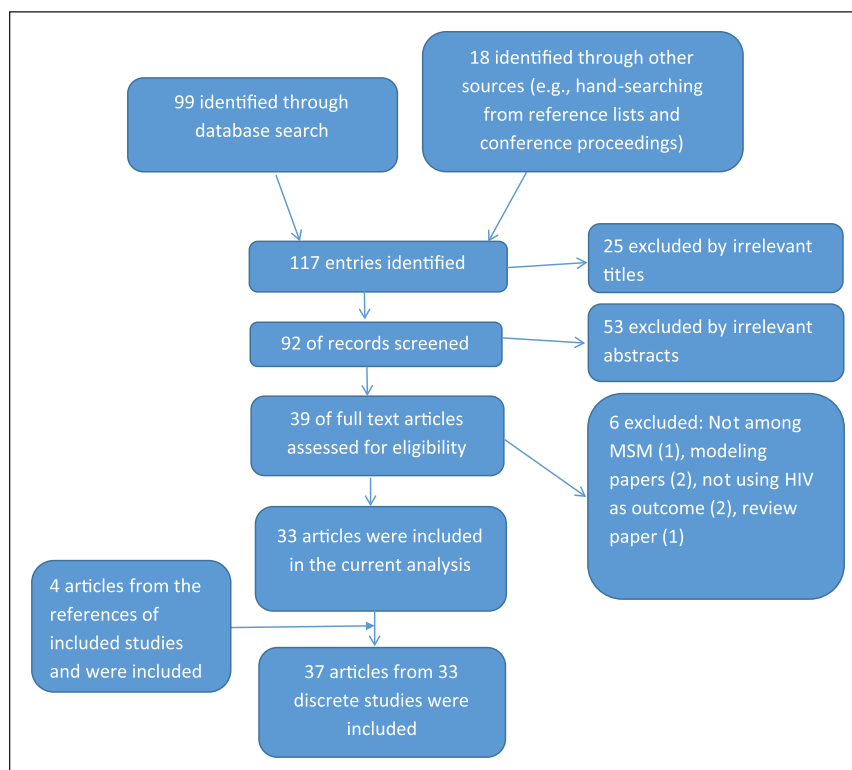 99 identified through
database search
18 identified through other
sources (e.g., hand-searching
from reference lists and
conference proceedings)
117 entries identified
25 excluded by irrelevant
titles
92 of records screened
53 excluded by irrelevant
abstracts
39 of full text articles
assessed for eligibility
6 excluded: Not among
MSM (1), modeling
papers (2), not using HIV
as outcome (2), review
paper (1)
33 articles were included
in the current analysis
4 articles from the
references of
included studies
and were included
37 articles from 33
discrete studies were
included